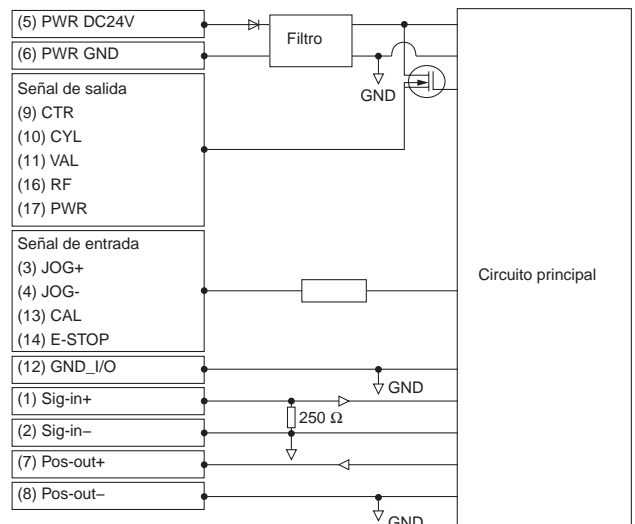 (5) PWR DC24V
Filtro
(6) PWR GND
GND
Señal de salida
(9) CTR
(10) CYL
(11) VAL
(16) RF
(17) PWR
Señal de entrada
(3) JOG+
(4) JOG-
(13) CAL
(14) E-STOP
Circuito principal
(12) GND_I/O
GND
(1) Sig-in+
250 Ω
(2) Sig-in−
(7) Pos-out+
(8) Pos-out−
GND